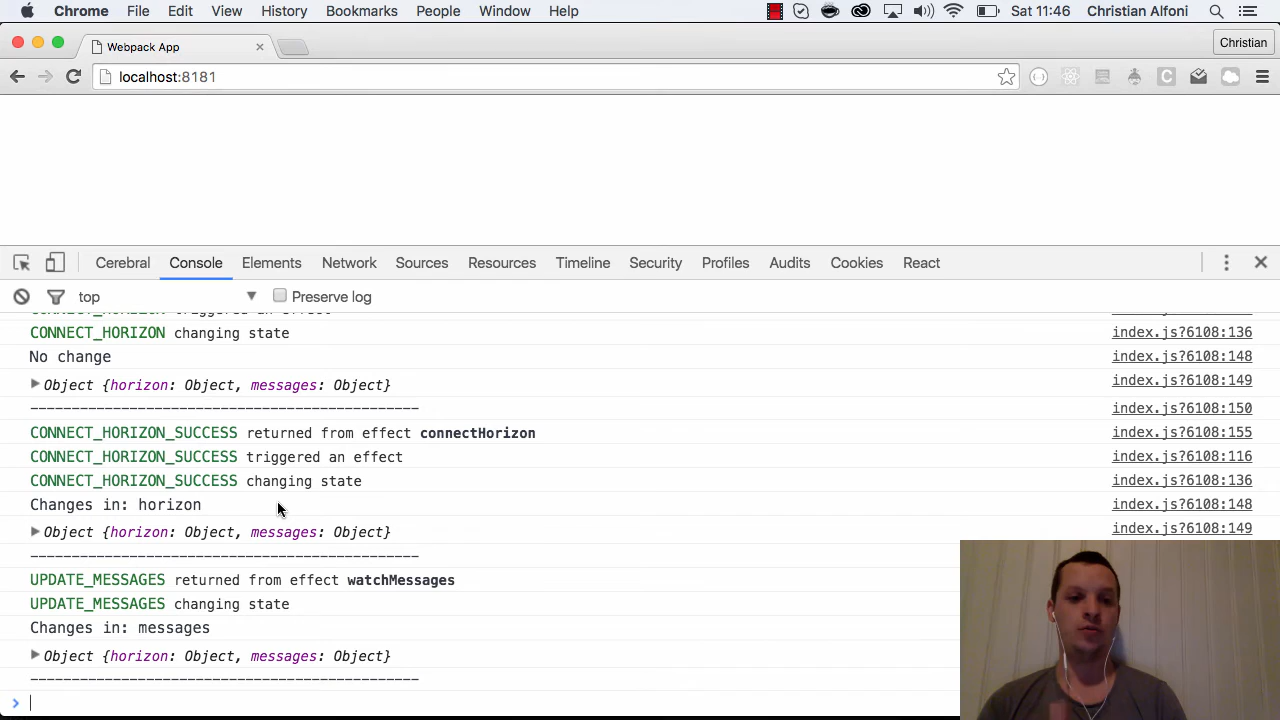 Chrome File Edit View History Bookmarks People Window Help Sat 11:46 Christian Alfoni
Webpack App Christian
localhost:8181
Cerebral Console Elements Network Sources Resources Timeline Security Profiles Audits Cookies React
top Preserve log
CONNECT_HORIZON triggered an effect
CONNECT_HORIZON changing state index.js?6108:136
No change index.js?6108:148
Object {horizon: Object, messages: Object} index.js?6108:149
----------------------------------------------- index.js?6108:150
CONNECT_HORIZON_SUCCESS returned from effect connectHorizon index.js?6108:155
CONNECT_HORIZON_SUCCESS triggered an effect index.js?6108:116
CONNECT_HORIZON_SUCCESS changing state index.js?6108:136
Changes in: horizon index.js?6108:148
Object {horizon: Object, messages: Object} index.js?6108:149
-----------------------------------------------
UPDATE_MESSAGES returned from effect watchMessages
UPDATE_MESSAGES changing state
Changes in: messages
Object {horizon: Object, messages: Object}
-----------------------------------------------
>